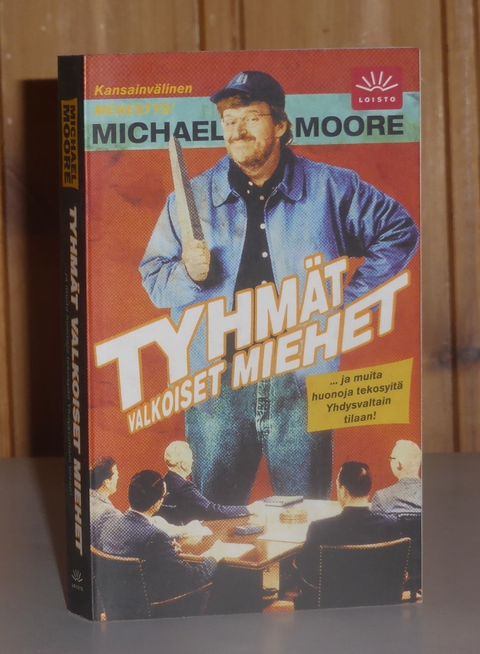 Kansainvälinen
MENESTYS!
LOISTO
MICHAEL MOORE
TYHMÄT
VALKOISET MIEHET
... ja muita
huonoja tekosyitä
Yhdysvaltain
tilaan!
MICHAEL
MOORE
TYHMÄT VALKOISET MIEHET
LOISTO